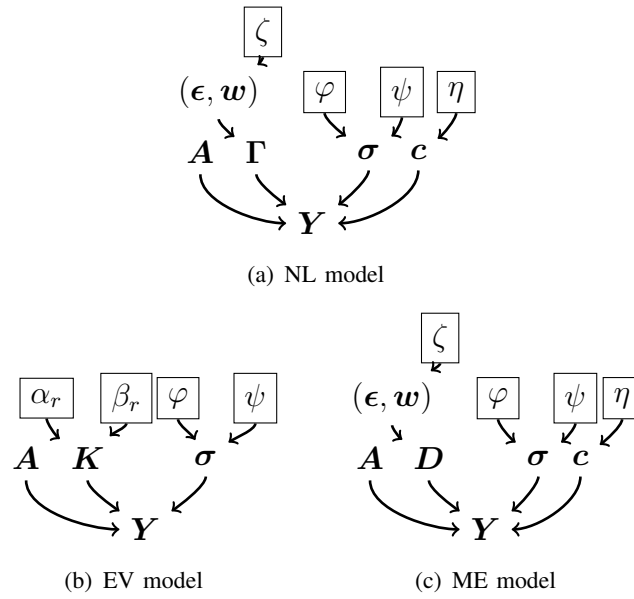 ζ
(ϵ, w) φ ψ η
A Γ σ c
Y
(a) NL model
α_r β_r φ ψ
A K σ
Y
(b) EV model
ζ
(ϵ, w) φ ψ η
A D σ c
Y
(c) ME model